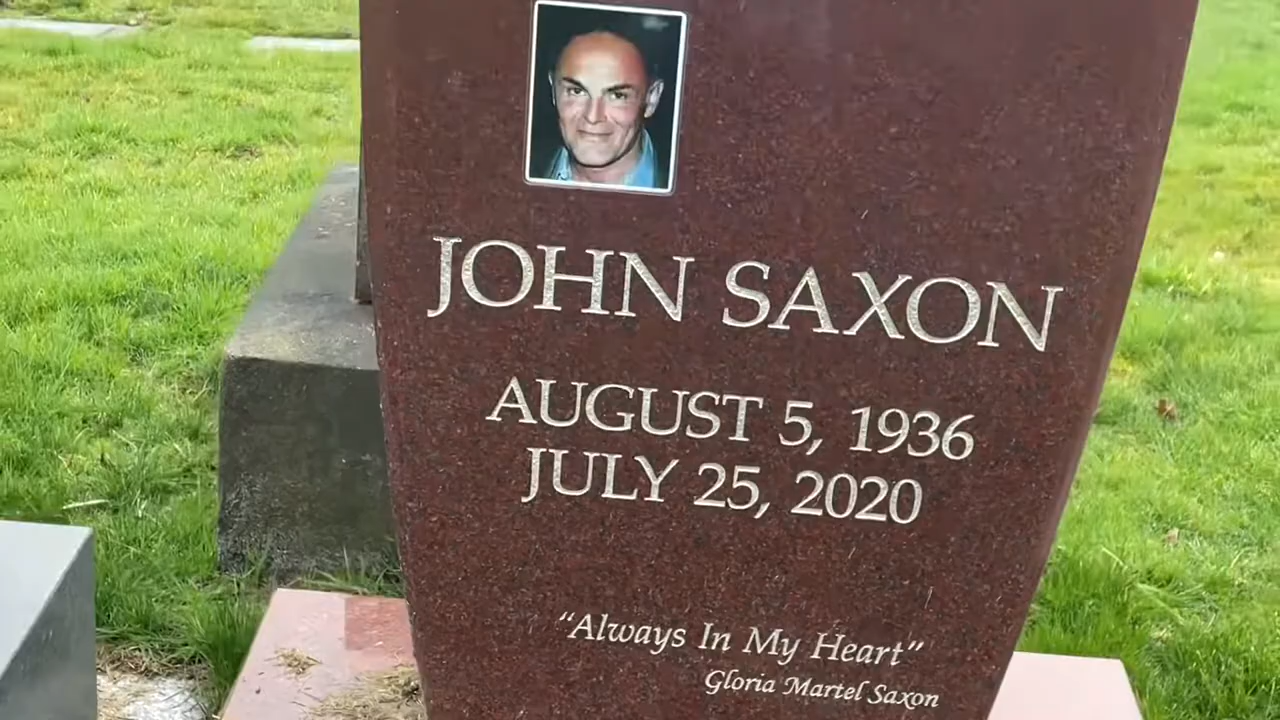 JOHN SAXON
AUGUST 5, 1936
JULY 25, 2020
“Always In My Heart”
Gloria Martel Saxon